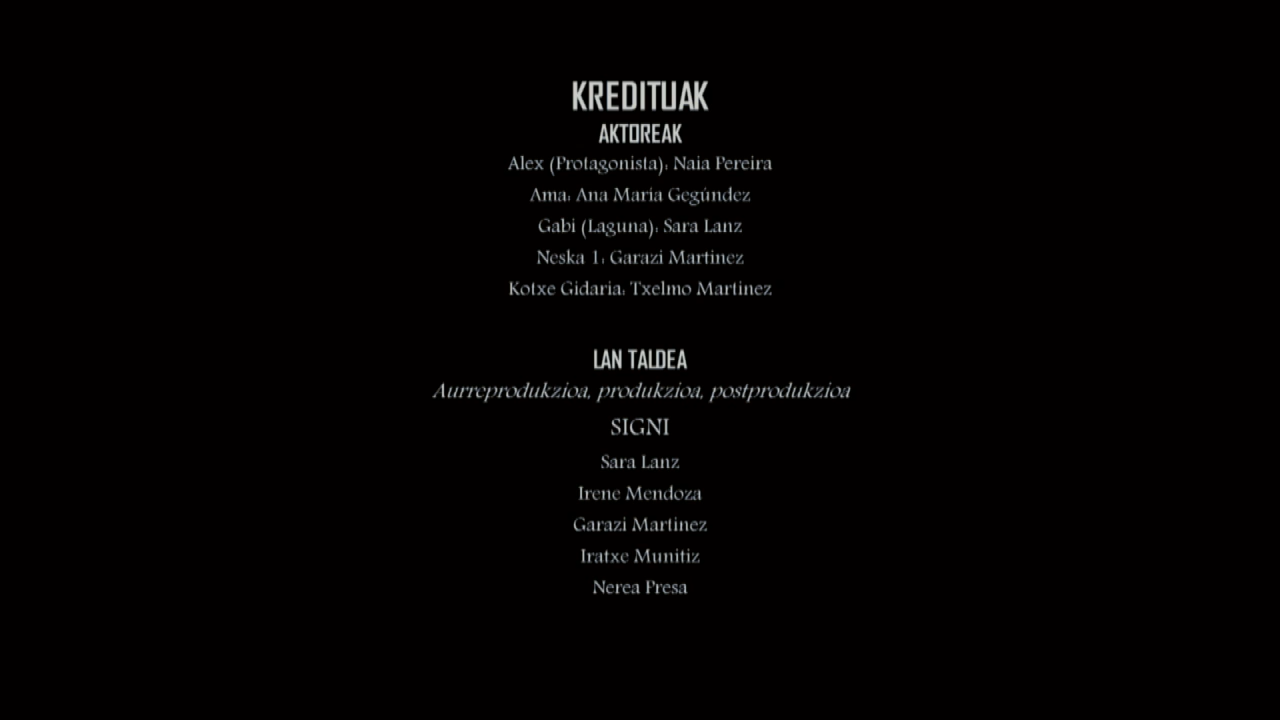 KREDITUAK
AKTOREAK
Alex (Protagonista): Naia Pereira
Ama: Ana María Gegúndez
Gabi (Laguna): Sara Lanz
Neska 1: Garazi Martinez
Kotxe Gidaria: Txelmo Martinez
LAN TALDEA
Aurreprodukzioa, produkzioa, postprodukzioa
SIGNI
Sara Lanz
Irene Mendoza
Garazi Martinez
Iratxe Munitiz
Nerea Presa